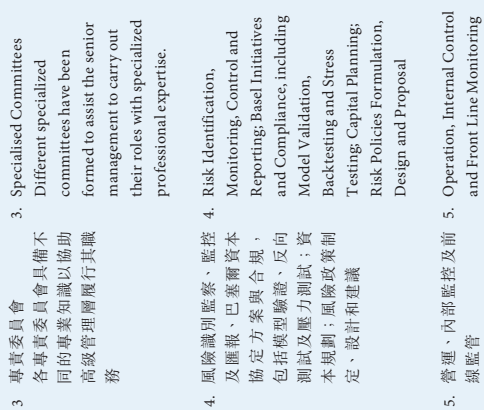 3 專責委員會
各專責委員會具備不
同的專業知識以協助
高級管理層履行其職
務
3. Specialised Committees
Different specialized
committees have been
formed to assist the senior
management to carry out
their roles with specialized
professional expertise.
4. 風險識別監察、監控
及匯報、巴塞爾資本
協定方案與合規，
包括模型驗證、反向
測試及壓力測試；資
本規劃；風險政策制
定、設計和建議
4. Risk Identification,
Monitoring, Control and
Reporting; Basel Initiatives
and Compliance, including
Model Validation,
Backtesting and Stress
Testing; Capital Planning;
Risk Policies Formulation,
Design and Proposal
5. 營運、內部監控及前
線監管
5. Operation, Internal Control
and Front Line Monitoring